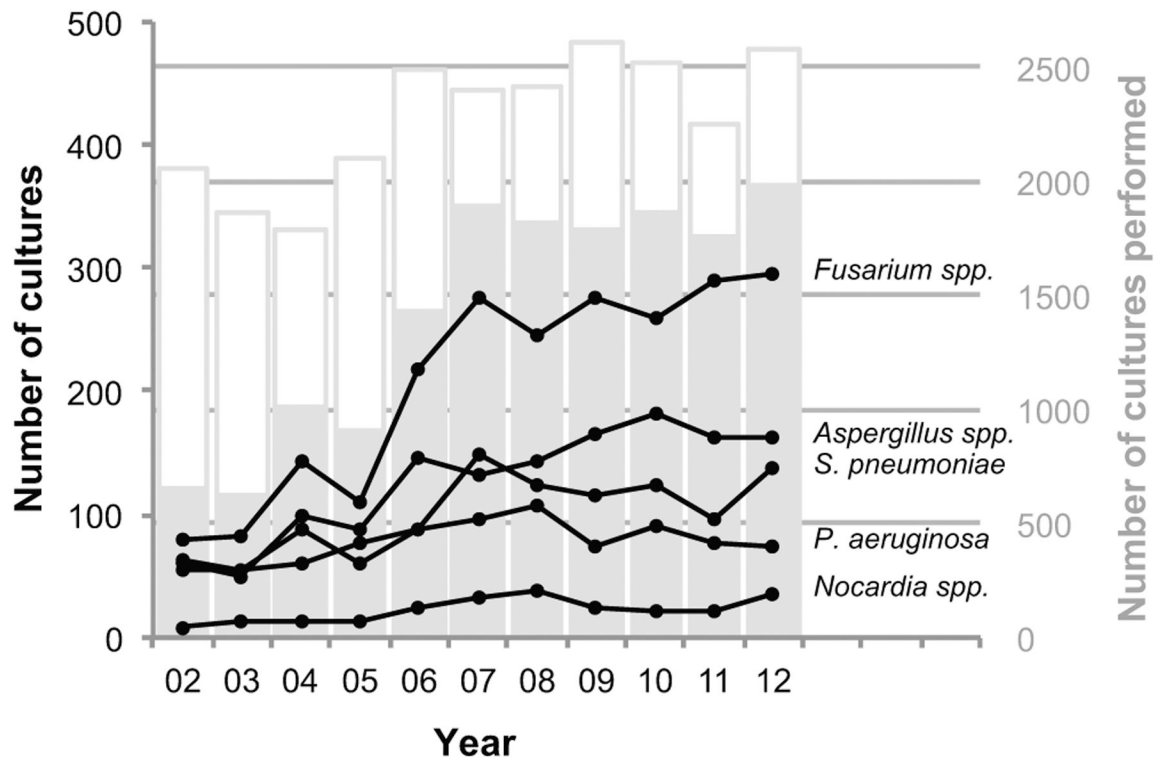 Number of cultures
500
400
300
200
100
0
2500
2000
1500
1000
500
0
Number of cultures performed
Fusarium spp.
Aspergillus spp.
S. pneumoniae
P. aeruginosa
Nocardia spp.
02 03 04 05 06 07 08 09 10 11 12
Year